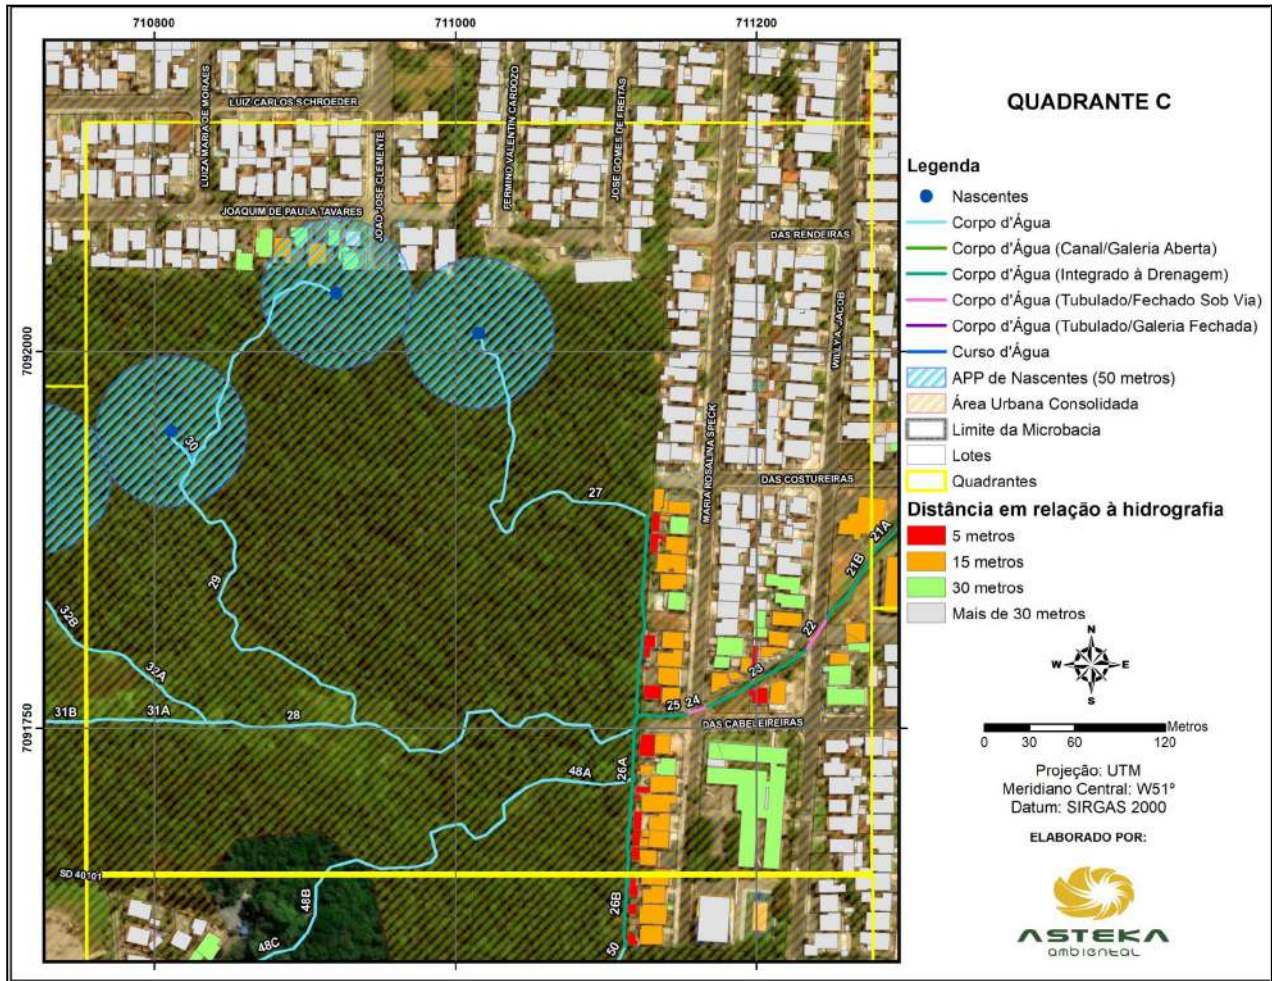 710800
711000
711200
7092000
7091750
LUIZ CARLOS SCHROEDER
LUIZA MARIA DE MORAES
JOÃO JOSE CLEMENTE
FERMINO VALENTIN CARDOZO
JOSE GOMES DE FREITAS
JOAQUIM DE PAULA TAVARES
DAS RENDEIRAS
WILLY A. JACOB
MARIA ROSALINA SPECK
DAS COSTUREIRAS
DAS CABELEIREIRAS
30
27
29
21A
21B
22
23
24
25
32B
32A
31B
31A
28
48A
26A
26B
48B
48C
50
SD 40101
QUADRANTE C
Legenda
Nascentes
Corpo d'Água
Corpo d'Água (Canal/Galeria Aberta)
Corpo d'Água (Integrado à Drenagem)
Corpo d'Água (Tubulado/Fechado Sob Via)
Corpo d'Água (Tubulado/Galeria Fechada)
Curso d'Água
APP de Nascentes (50 metros)
Área Urbana Consolidada
Limite da Microbacia
Lotes
Quadrantes
Distância em relação à hidrografia
5 metros
15 metros
30 metros
Mais de 30 metros
N
W E
S
Metros
0 30 60 120
Projeção: UTM
Meridiano Central: W51º
Datum: SIRGAS 2000
ELABORADO POR:
ASTEKA
ambiental